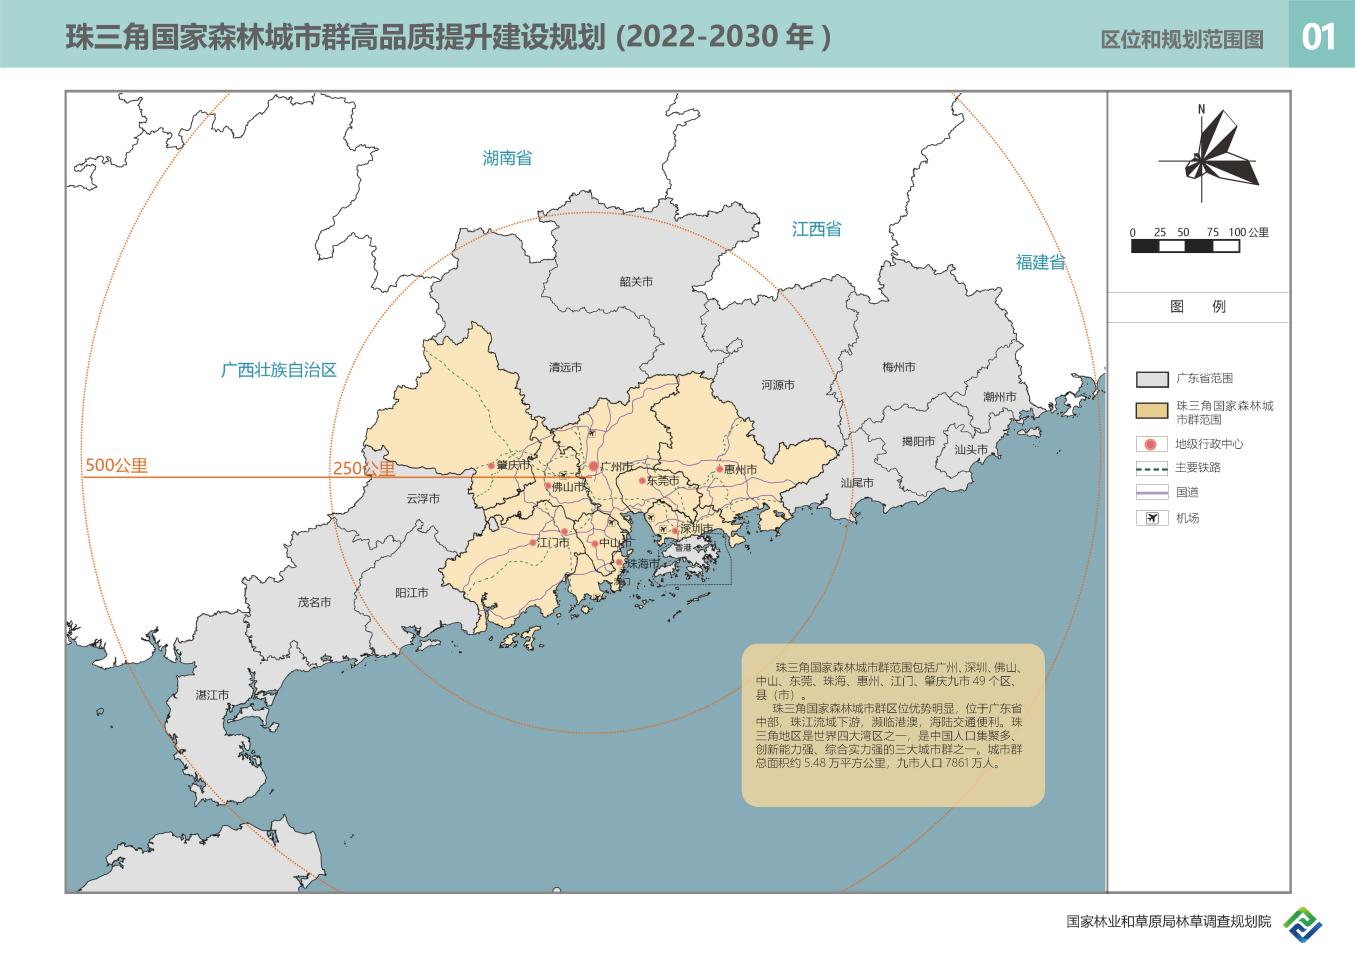 珠三角国家森林城市群高品质提升建设规划 (2022-2030 年 )
区位和规划范围图
01
湖南省
江西省
福建省
广西壮族自治区
韶关市
清远市
河源市
梅州市
潮州市
揭阳市
汕头市
汕尾市
500公里
250公里
肇庆市
广州市
惠州市
佛山市
东莞市
云浮市
深圳市
香港
江门市
中山市
珠海市
澳门
阳江市
茂名市
湛江市
珠三角国家森林城市群范围包括广州、深圳、佛山、
中山、东莞、珠海、惠州、江门、肇庆九市 49 个区、
县（市）。
珠三角国家森林城市群区位优势明显，位于广东省
中部，珠江流域下游，濒临港澳，海陆交通便利。珠
三角地区是世界四大湾区之一，是中国人口集聚多、
创新能力强、综合实力强的三大城市群之一。城市群
总面积约 5.48 万平方公里，九市人口 7861 万人。
N
0 25 50 75 100 公里
图 例
广东省范围
珠三角国家森林城
市群范围
地级行政中心
主要铁路
国道
机场
国家林业和草原局林草调查规划院